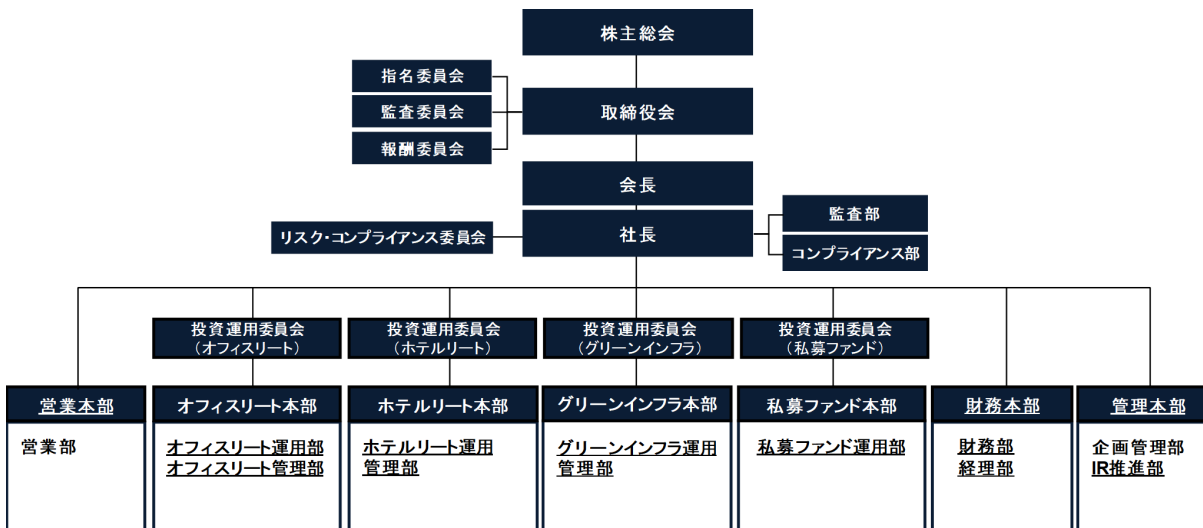 株主総会
指名委員会
監査委員会
報酬委員会
取締役会
会長
社長
リスク・コンプライアンス委員会
監査部
コンプライアンス部
投資運用委員会
（オフィスリート）
投資運用委員会
（ホテルリート）
投資運用委員会
（グリーンインフラ）
投資運用委員会
（私募ファンド）
営業本部
営業部
オフィスリート本部
オフィスリート運用部
オフィスリート管理部
ホテルリート本部
ホテルリート運用
管理部
グリーンインフラ本部
グリーンインフラ運用
管理部
私募ファンド本部
私募ファンド運用部
財務本部
財務部
経理部
管理本部
企画管理部
IR推進部